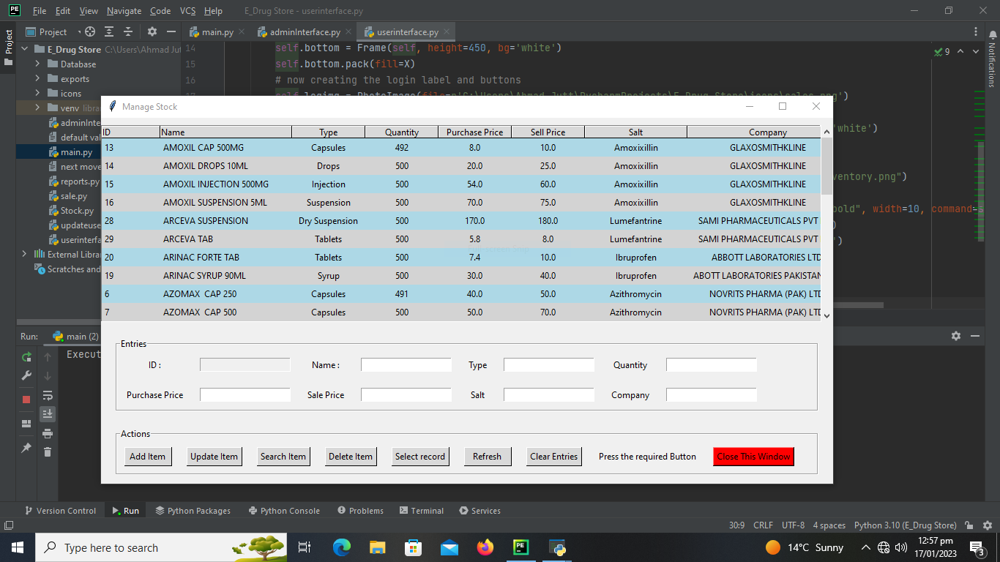 PE File Edit View Navigate Code VCS Help E_Drug Store - userinterface.py
Project main.py adminInterface.py userinterface.py
Project
Notifications
E_Drug Store C:\Users\Ahmad Jutt
Database
exports
icons
venv libra
adminInte
default val
main.py
next move
reports.py
sale.py
Stock.py
updateuse
userinterfa
External Libra
Scratches and
14 self.bottom = Frame(self, height=450, bg='white')
15 self.bottom.pack(fill=X)
16 # now creating the login label and buttons
9
'white')
ventory.png")
bold", width=10, command=s
)
')
Manage Stock
ID Name Type Quantity Purchase Price Sell Price Salt Company
13 AMOXIL CAP 500MG Capsules 492 8.0 10.0 Amoxixillin GLAXOSMITHKLINE
14 AMOXIL DROPS 10ML Drops 500 20.0 25.0 Amoxixillin GLAXOSMITHKLINE
15 AMOXIL INJECTION 500MG Injection 500 54.0 60.0 Amoxixillin GLAXOSMITHKLINE
16 AMOXIL SUSPENSION 5ML Suspension 500 70.0 75.0 Amoxixillin GLAXOSMITHKLINE
28 ARCEVA SUSPENSION Dry Suspension 500 170.0 180.0 Lumefantrine SAMI PHARMACEUTICALS PVT
29 ARCEVA TAB Tablets 500 5.8 8.0 Lumefantrine SAMI PHARMACEUTICALS PVT
20 ARINAC FORTE TAB Tablets 500 7.4 10.0 Ibruprofen ABBOTT LABORATORIES LTD
19 ARINAC SYRUP 90ML Syrup 500 30.0 40.0 Ibruprofen ABOTT LABORATORIES PAKISTAN
6 AZOMAX CAP 250 Capsules 491 40.0 50.0 Azithromycin NOVRITS PHARMA (PAK) LTD
7 AZOMAX CAP 500 Capsules 500 50.0 70.0 Azithromycin NOVRITS PHARMA (PAK) LTD
Entries
ID : Name : Type Quantity
Purchase Price Sale Price Salt Company
Actions
Add Item Update Item Search Item Delete Item Select record Refresh Clear Entries Press the required Button Close This Window
Run: main (2)
Execut
Version Control Run Python Packages Python Console Problems Terminal Services
30:9 CRLF UTF-8 4 spaces Python 3.10 (E_Drug Store)
Type here to search 14°C Sunny 12:57 pm
17/01/2023
3